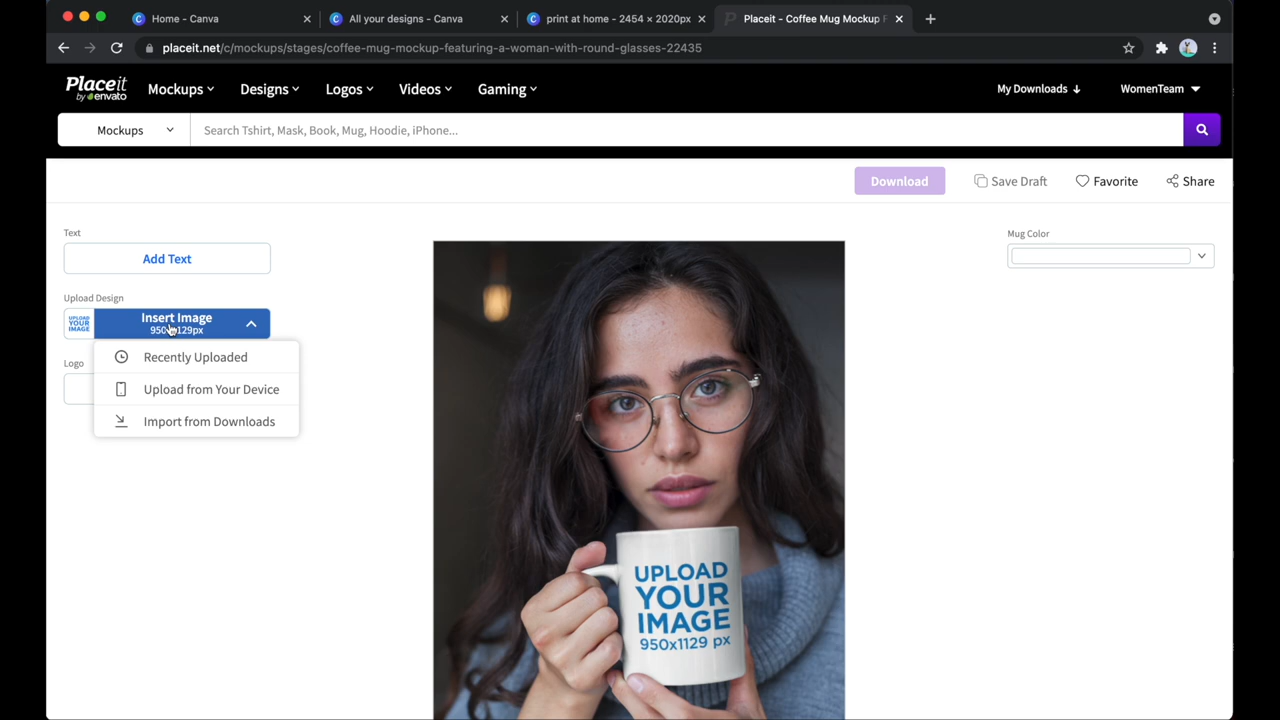 Home - Canva
All your designs - Canva
print at home - 2454 × 2020px
Placeit - Coffee Mug Mockup F
placeit.net/c/mockups/stages/coffee-mug-mockup-featuring-a-woman-with-round-glasses-22435
Placeit
by envato
Mockups
Designs
Logos
Videos
Gaming
My Downloads
WomenTeam
Mockups
Search Tshirt, Mask, Book, Mug, Hoodie, iPhone...
Download
Save Draft
Favorite
Share
Text
Add Text
Upload Design
UPLOAD
YOUR
IMAGE
Insert Image
950x1129px
Recently Uploaded
Upload from Your Device
Import from Downloads
Logo
Mug Color
UPLOAD
YOUR
IMAGE
950x1129 px